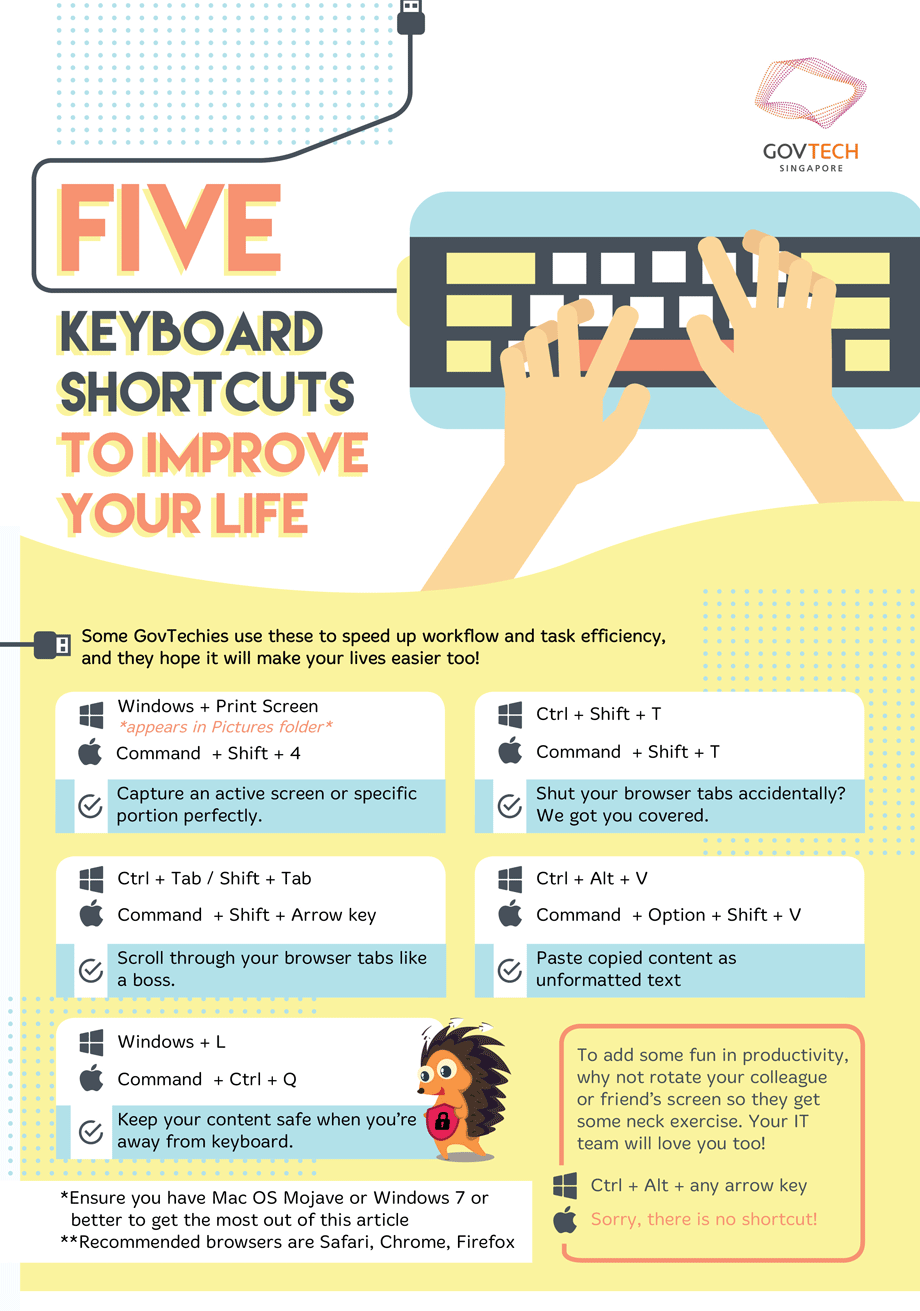 GOVTECH
SINGAPORE
FIVE
KEYBOARD
SHORTCUTS
TO IMPROVE
YOUR LIFE
Some GovTechies use these to speed up workflow and task efficiency,
and they hope it will make your lives easier too!
Windows + Print Screen
*appears in Pictures folder*
Command + Shift + 4
Capture an active screen or specific
portion perfectly.
Ctrl + Shift + T
Command + Shift + T
Shut your browser tabs accidentally?
We got you covered.
Ctrl + Tab / Shift + Tab
Command + Shift + Arrow key
Scroll through your browser tabs like
a boss.
Ctrl + Alt + V
Command + Option + Shift + V
Paste copied content as
unformatted text
Windows + L
Command + Ctrl + Q
Keep your content safe when you're
away from keyboard.
To add some fun in productivity,
why not rotate your colleague
or friend's screen so they get
some neck exercise. Your IT
team will love you too!
Ctrl + Alt + any arrow key
Sorry, there is no shortcut!
*Ensure you have Mac OS Mojave or Windows 7 or
better to get the most out of this article
**Recommended browsers are Safari, Chrome, Firefox